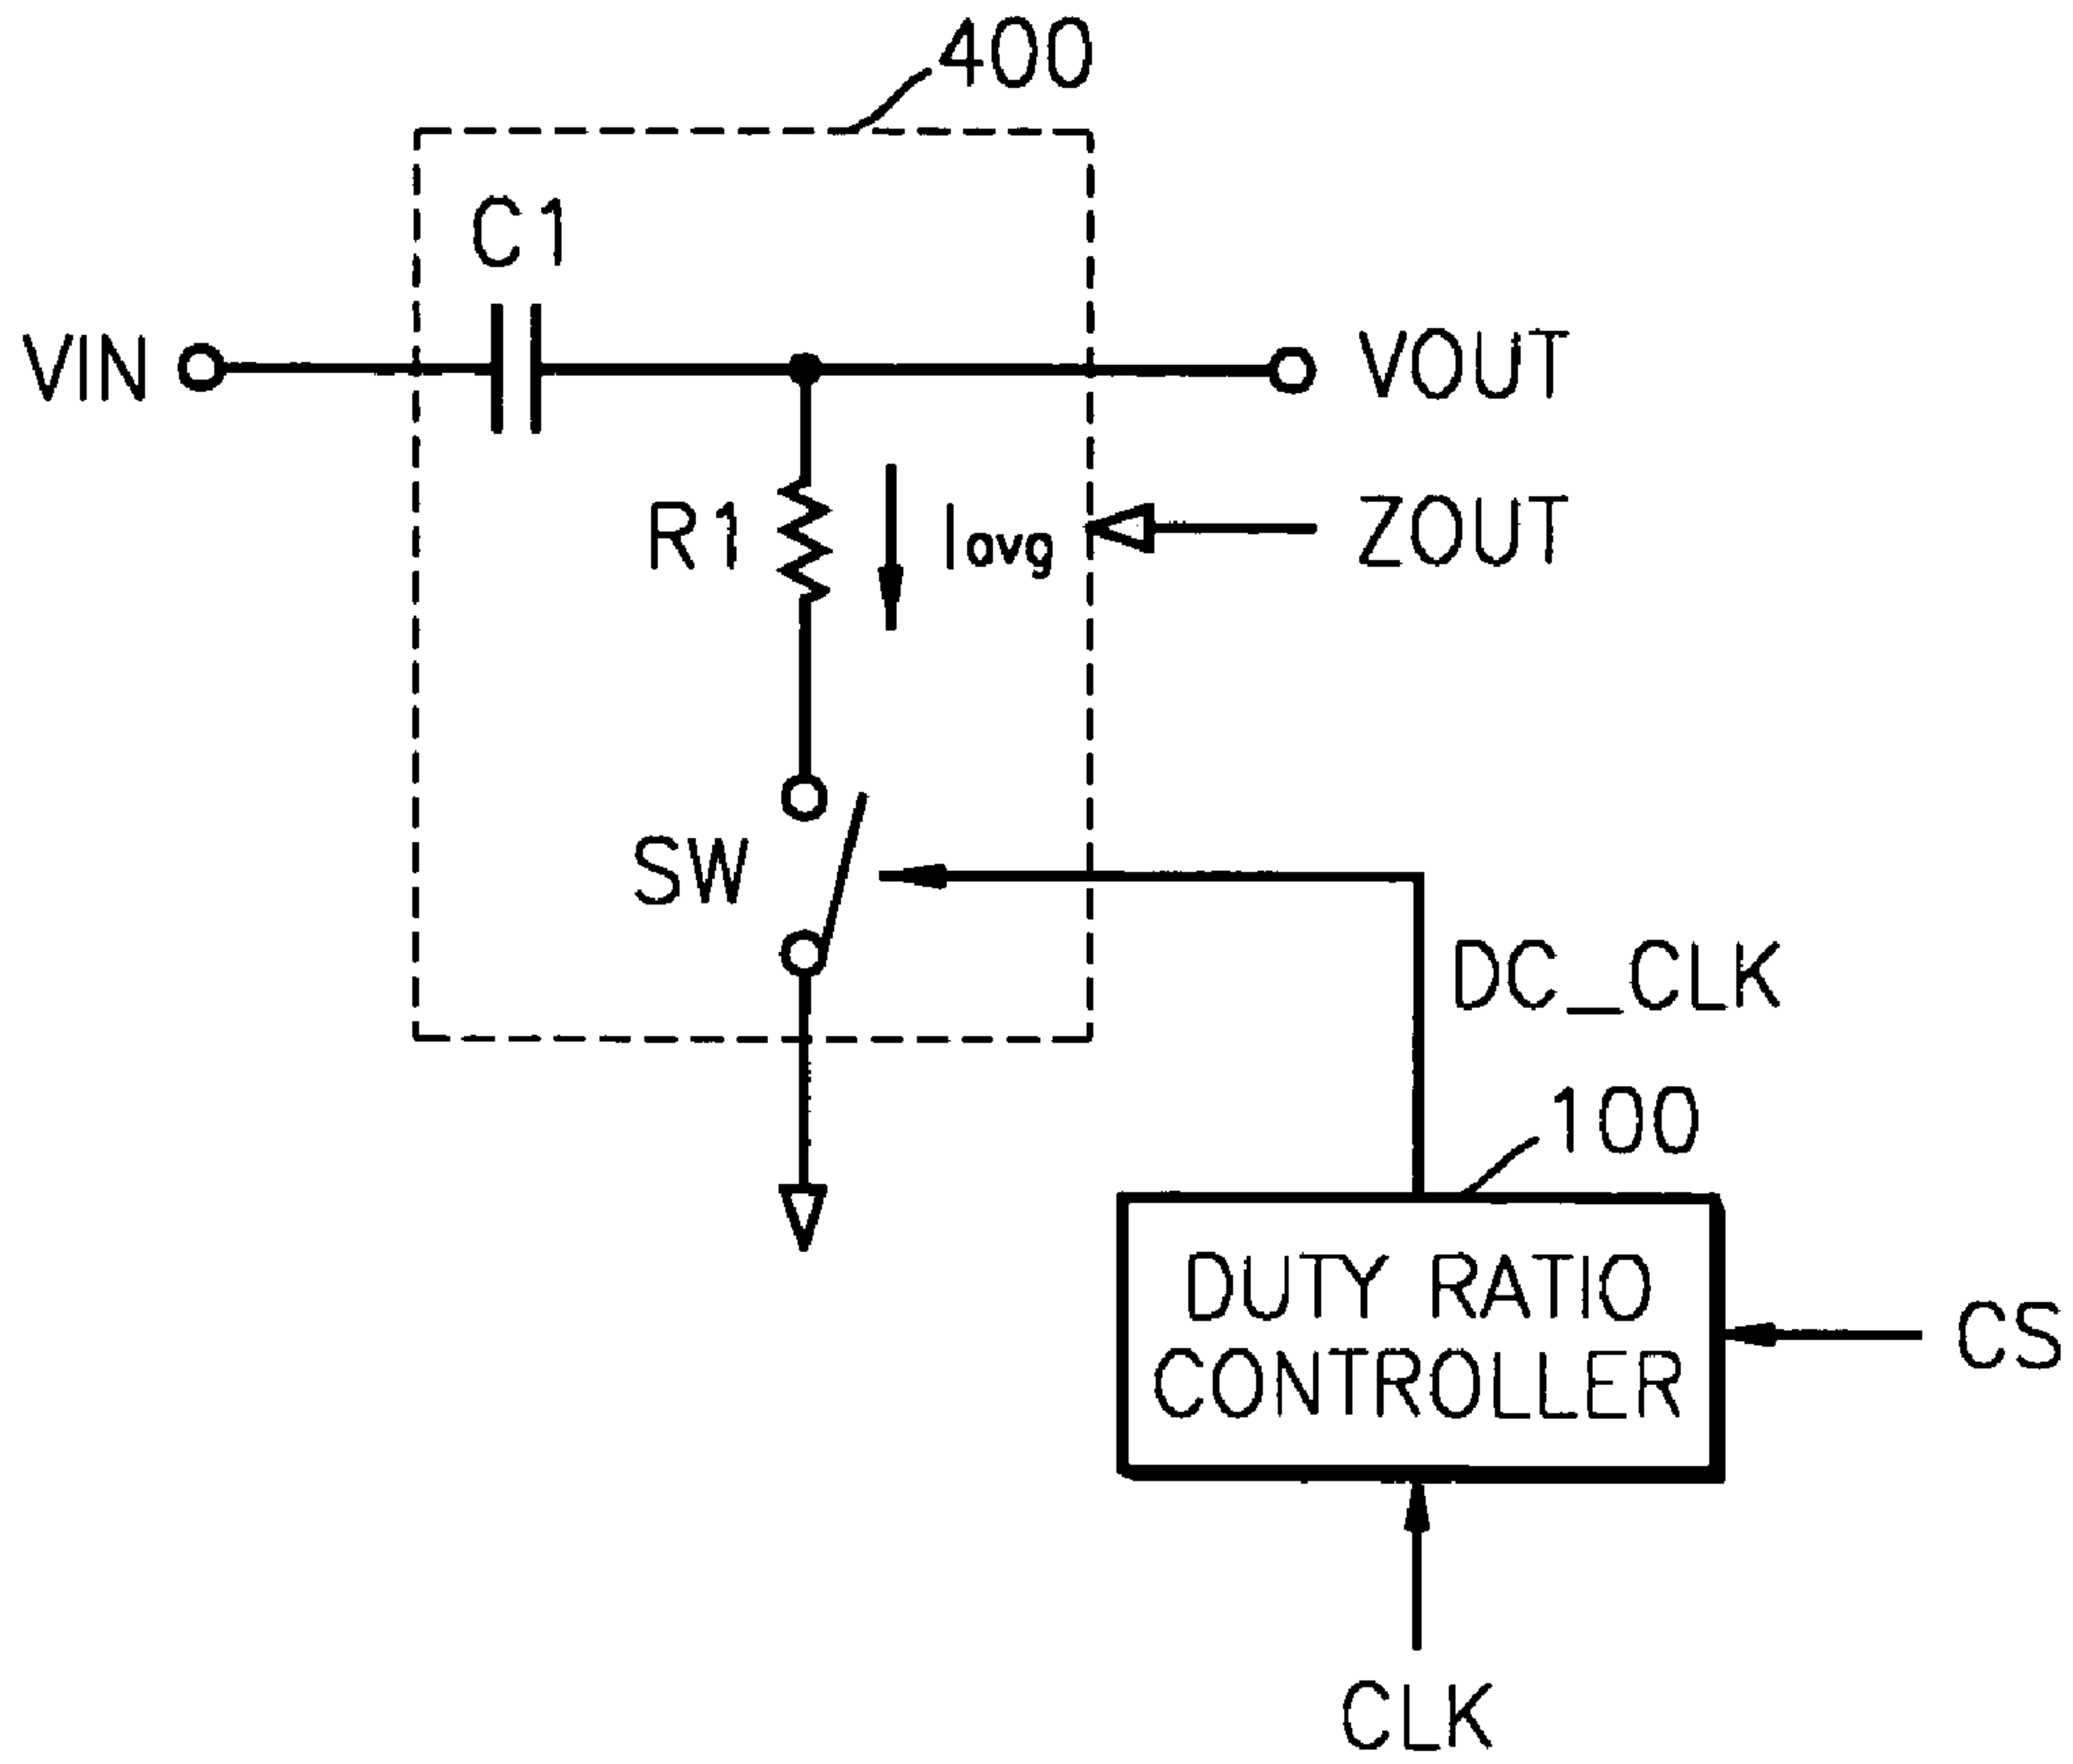 400
C1
VIN
VOUT
R1
Iavg
ZOUT
SW
DC_CLK
100
DUTY RATIO
CONTROLLER
CS
CLK